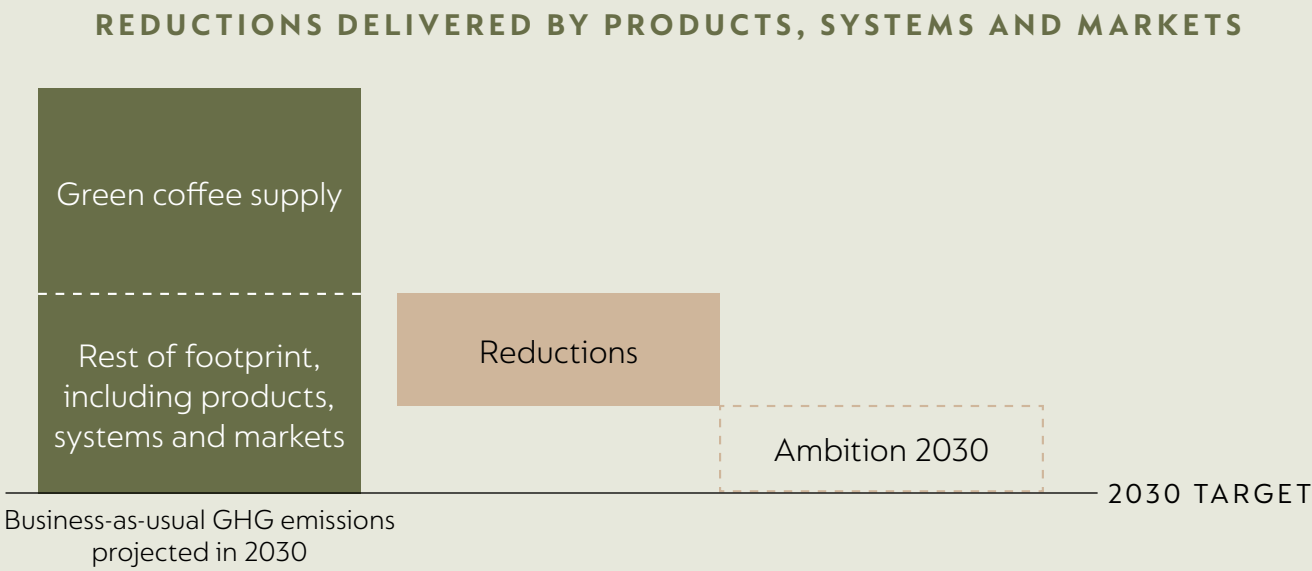 REDUCTIONS DELIVERED BY PRODUCTS, SYSTEMS AND MARKETS
Green coffee supply
Rest of footprint,
including products,
systems and markets
Reductions
Ambition 2030
2030 TARGET
Business-as-usual GHG emissions
projected in 2030